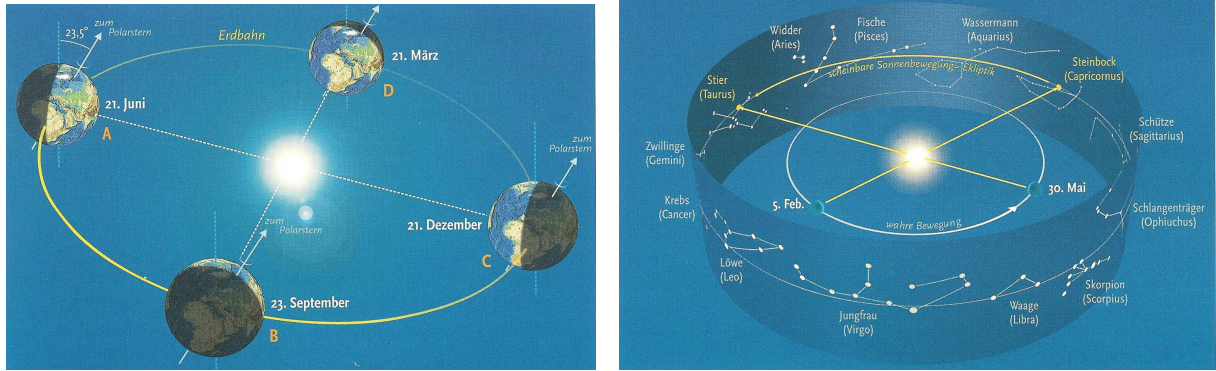 23,5°
zum
Polarstern
Erdbahn
21. März
D
21. Juni
A
zum
Polarstern
21. Dezember
C
zum
Polarstern
23. September
B
Widder
(Aries)
Fische
(Pisces)
Wassermann
(Aquarius)
scheinbare Sonnenbewegung - Ekliptik
Stier
(Taurus)
Steinbock
(Capricornus)
Schütze
(Sagittarius)
Zwillinge
(Gemini)
30. Mai
Krebs
(Cancer)
5. Feb.
Schlangenträger
(Ophiuchus)
wahre Bewegung
Löwe
(Leo)
Skorpion
(Scorpius)
Waage
(Libra)
Jungfrau
(Virgo)